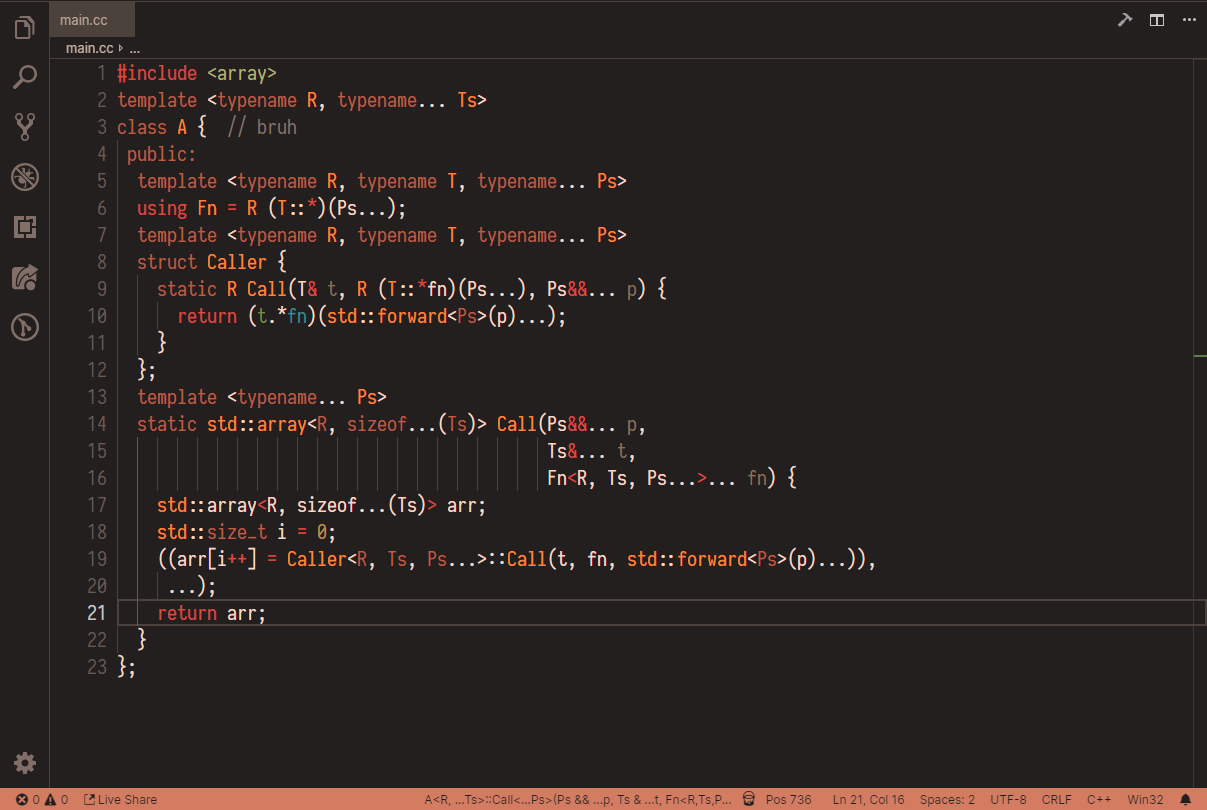 main.cc
main.cc ...
1 #include <array>
2 template <typename R, typename... Ts>
3 class A {  // bruh
4  public:
5   template <typename R, typename T, typename... Ps>
6   using Fn = R (T::*)(Ps...);
7   template <typename R, typename T, typename... Ps>
8   struct Caller {
9     static R Call(T& t, R (T::*fn)(Ps...), Ps&&... p) {
10       return (t.*fn)(std::forward<Ps>(p)...);
11     }
12   };
13   template <typename... Ps>
14   static std::array<R, sizeof...(Ts)> Call(Ps&&... p,
15                                            Ts&... t,
16                                            Fn<R, Ts, Ps...>... fn) {
17     std::array<R, sizeof...(Ts)> arr;
18     std::size_t i = 0;
19     ((arr[i++] = Caller<R, Ts, Ps...>::Call(t, fn, std::forward<Ps>(p)...)),
20      ...);
21     return arr;
22   }
23 };
0 0 Live Share A<R, ...Ts>::Call<...Ps>(Ps && ...p, Ts & ...t, Fn<R,Ts,P... Pos 736 Ln 21, Col 16 Spaces: 2 UTF-8 CRLF C++ Win32